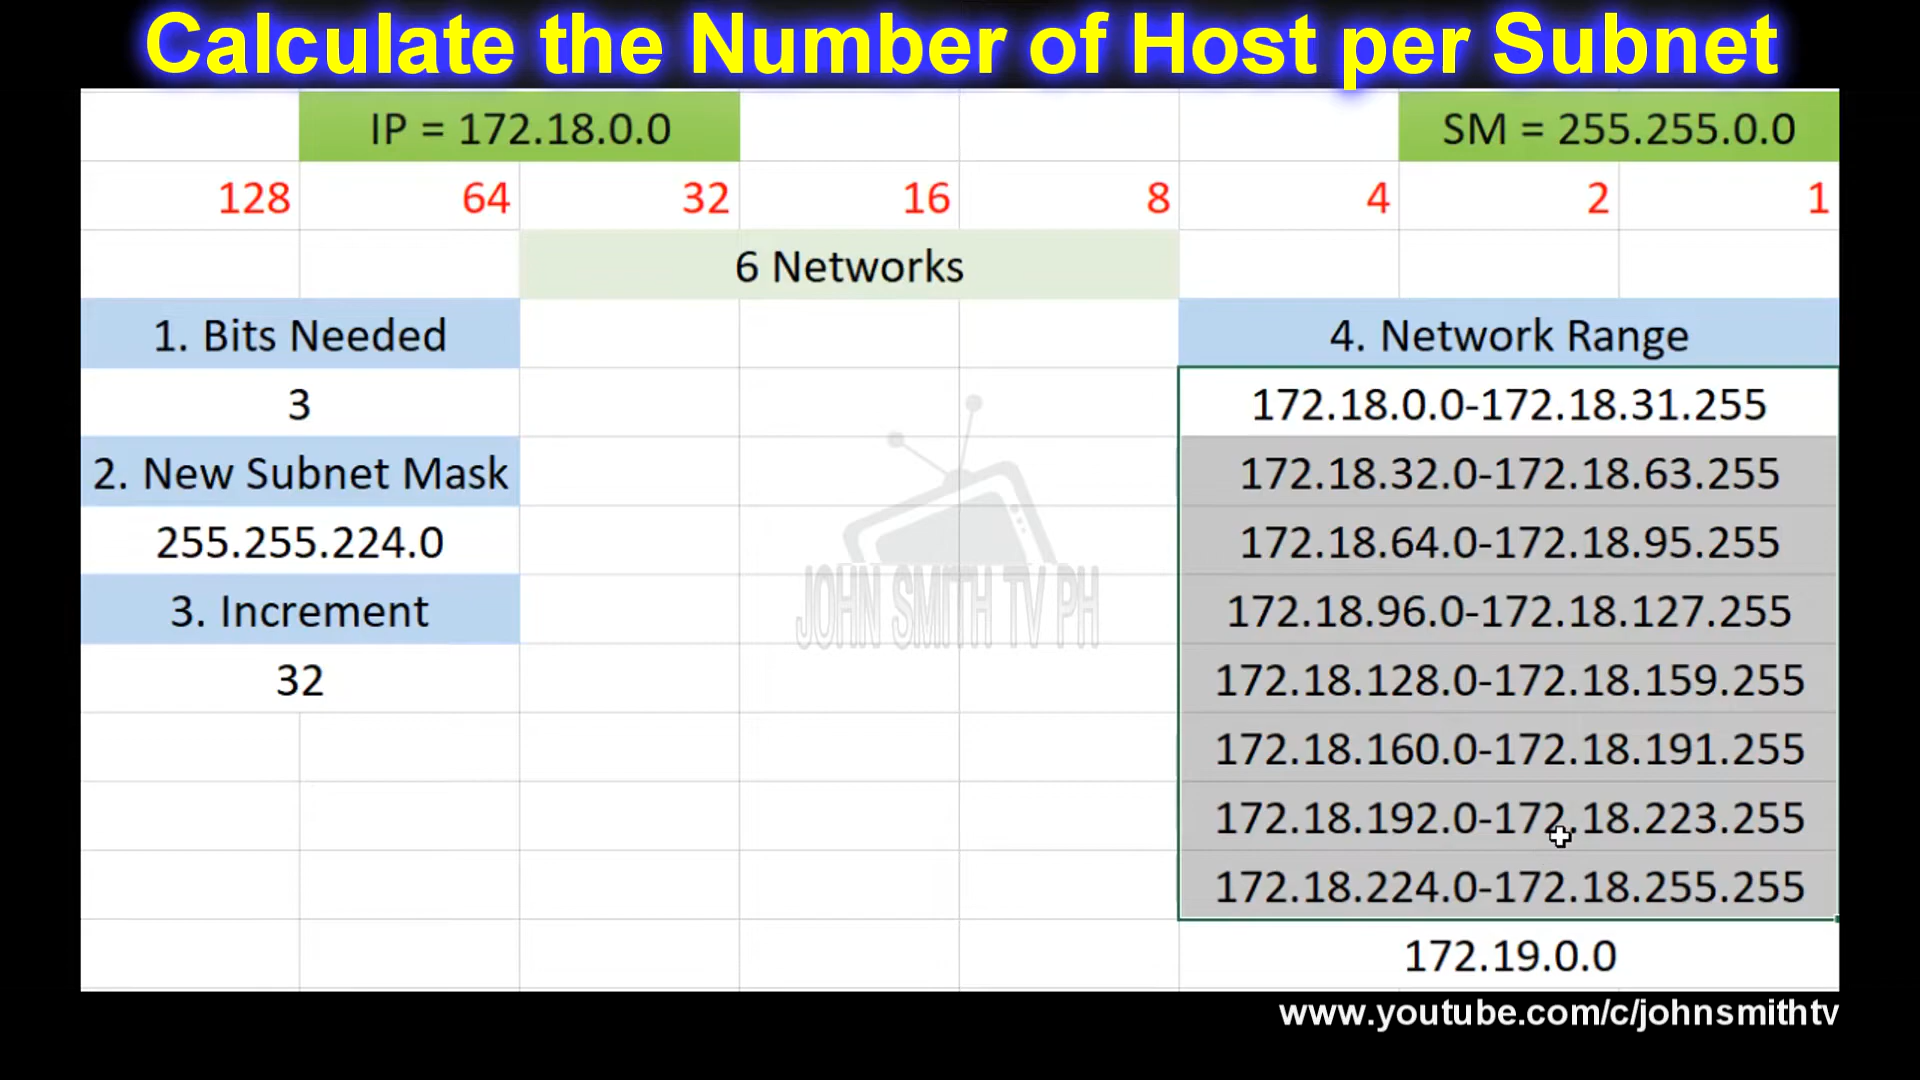 Calculate the Number of Host per Subnet
IP = 172.18.0.0
SM = 255.255.0.0
128 64 32 16 8 4 2 1
6 Networks
1. Bits Needed
3
2. New Subnet Mask
255.255.224.0
3. Increment
32
4. Network Range
172.18.0.0-172.18.31.255
172.18.32.0-172.18.63.255
172.18.64.0-172.18.95.255
172.18.96.0-172.18.127.255
172.18.128.0-172.18.159.255
172.18.160.0-172.18.191.255
172.18.192.0-172.18.223.255
172.18.224.0-172.18.255.255
172.19.0.0
JOHN SMITH TV PH
www.youtube.com/c/johnsmithtv